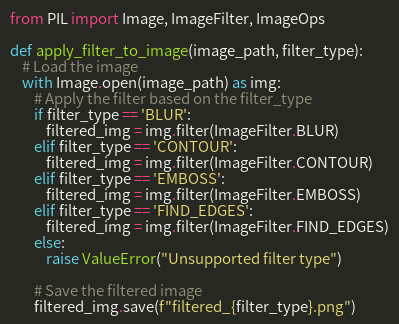 from PIL import Image, ImageFilter, ImageOps

def apply_filter_to_image(image_path, filter_type):
    # Load the image
    with Image.open(image_path) as img:
        # Apply the filter based on the filter_type
        if filter_type == 'BLUR':
            filtered_img = img.filter(ImageFilter.BLUR)
        elif filter_type == 'CONTOUR':
            filtered_img = img.filter(ImageFilter.CONTOUR)
        elif filter_type == 'EMBOSS':
            filtered_img = img.filter(ImageFilter.EMBOSS)
        elif filter_type == 'FIND_EDGES':
            filtered_img = img.filter(ImageFilter.FIND_EDGES)
        else:
            raise ValueError("Unsupported filter type")

        # Save the filtered image
        filtered_img.save(f"filtered_{filter_type}.png")